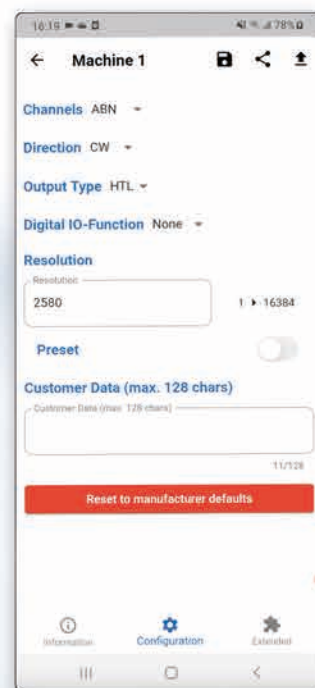 16:19 78%
Machine 1
Channels ABN
Direction CW
Output Type HTL
Digital IO-Function None
Resolution
Resolution
2580
1 ▸ 16384
Preset
Customer Data (max. 128 chars)
Customer Data (max. 128 chars)
11/128
Reset to manufacturer defaults
Information Configuration Extended